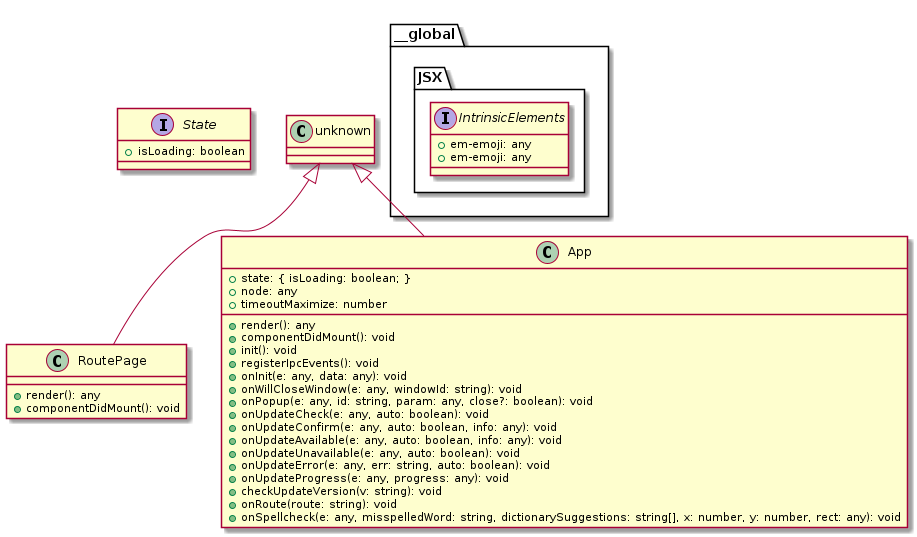 __global
JSX
I IntrinsicElements
em-emoji: any
em-emoji: any
I State
isLoading: boolean
C unknown
C App
state: { isLoading: boolean; }
node: any
timeoutMaximize: number
render(): any
componentDidMount(): void
init(): void
registerIpcEvents(): void
onInit(e: any, data: any): void
onWillCloseWindow(e: any, windowId: string): void
onPopup(e: any, id: string, param: any, close?: boolean): void
onUpdateCheck(e: any, auto: boolean): void
onUpdateConfirm(e: any, auto: boolean, info: any): void
onUpdateAvailable(e: any, auto: boolean, info: any): void
onUpdateUnavailable(e: any, auto: boolean): void
onUpdateError(e: any, err: string, auto: boolean): void
onUpdateProgress(e: any, progress: any): void
checkUpdateVersion(v: string): void
onRoute(route: string): void
onSpellcheck(e: any, misspelledWord: string, dictionarySuggestions: string[], x: number, y: number, rect: any): void
C RoutePage
render(): any
componentDidMount(): void